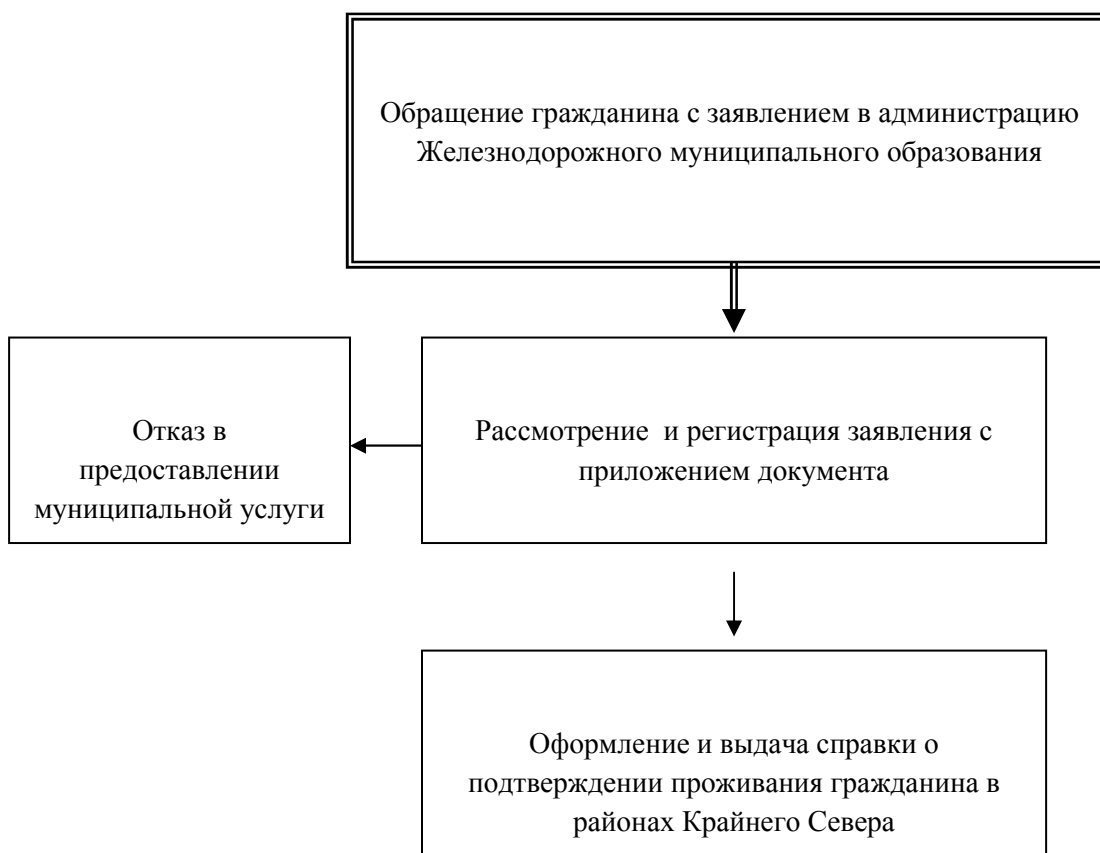 Обращение гражданина с заявлением в администрацию
Железнодорожного муниципального образования
Отказ в
предоставлении
муниципальной услуги
Рассмотрение  и регистрация заявления с
приложением документа
Оформление и выдача справки о
подтверждении проживания гражданина в
районах Крайнего Севера